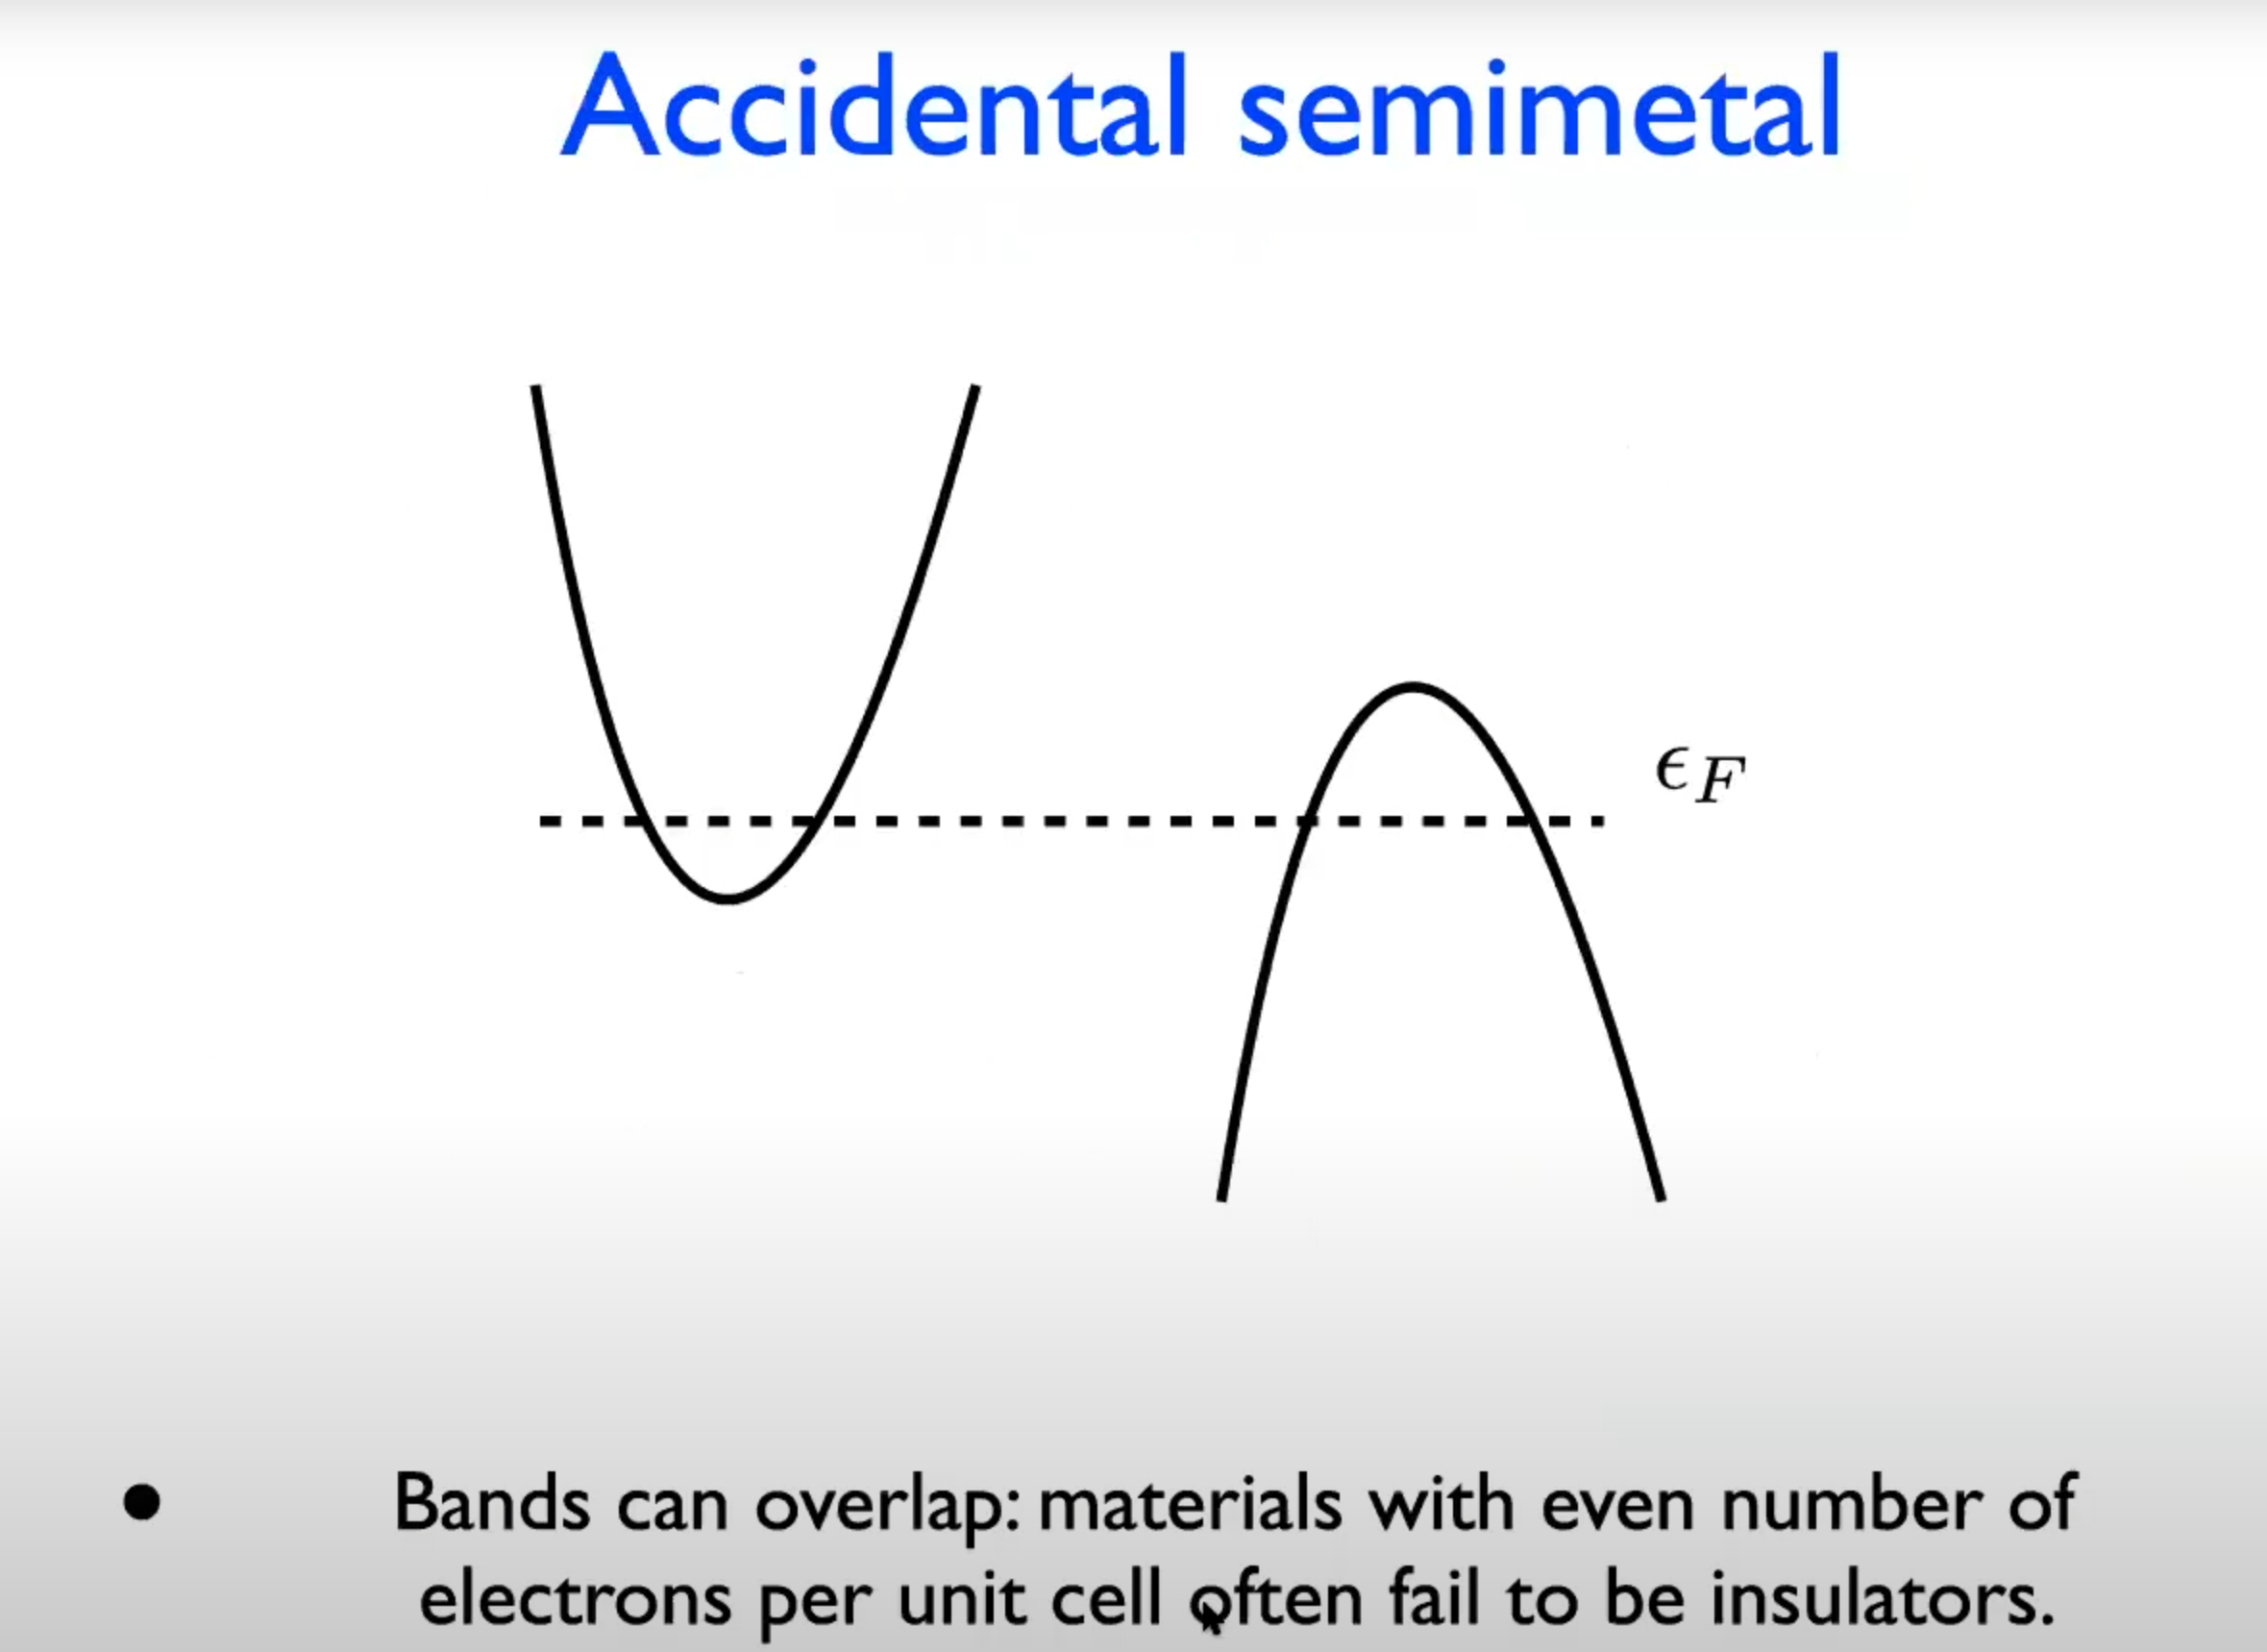 Accidental semimetal
ϵ_F
• Bands can overlap: materials with even number of
electrons per unit cell often fail to be insulators.